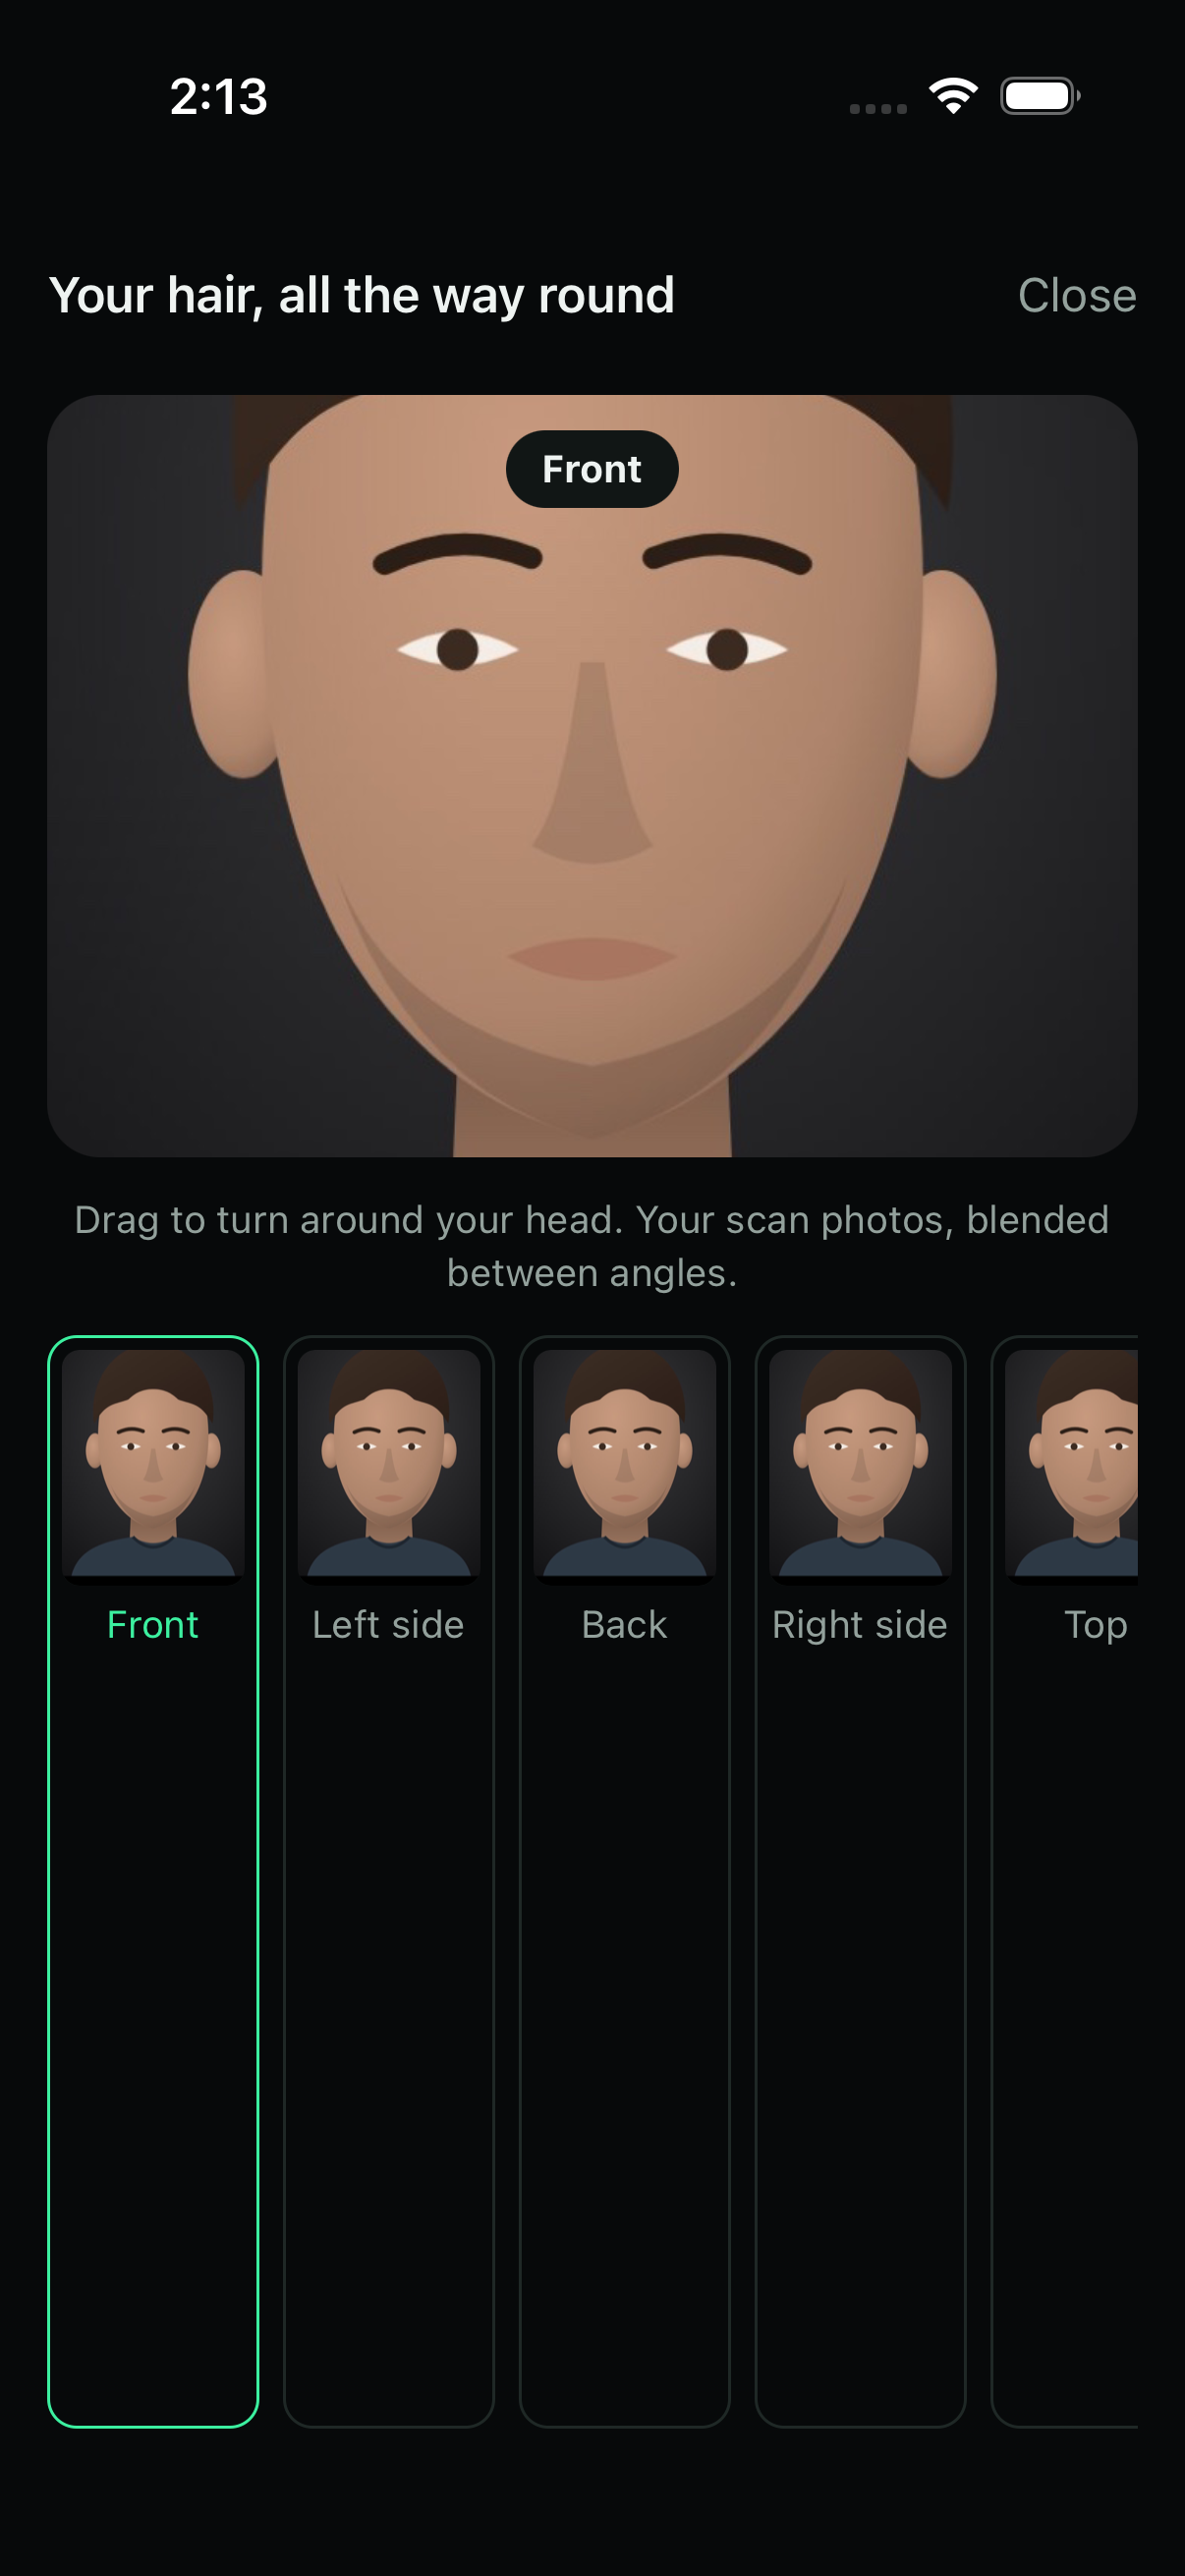 2:13
Your hair, all the way round
Close
Front
Drag to turn around your head. Your scan photos, blended
between angles.
Front
Left side
Back
Right side
Top